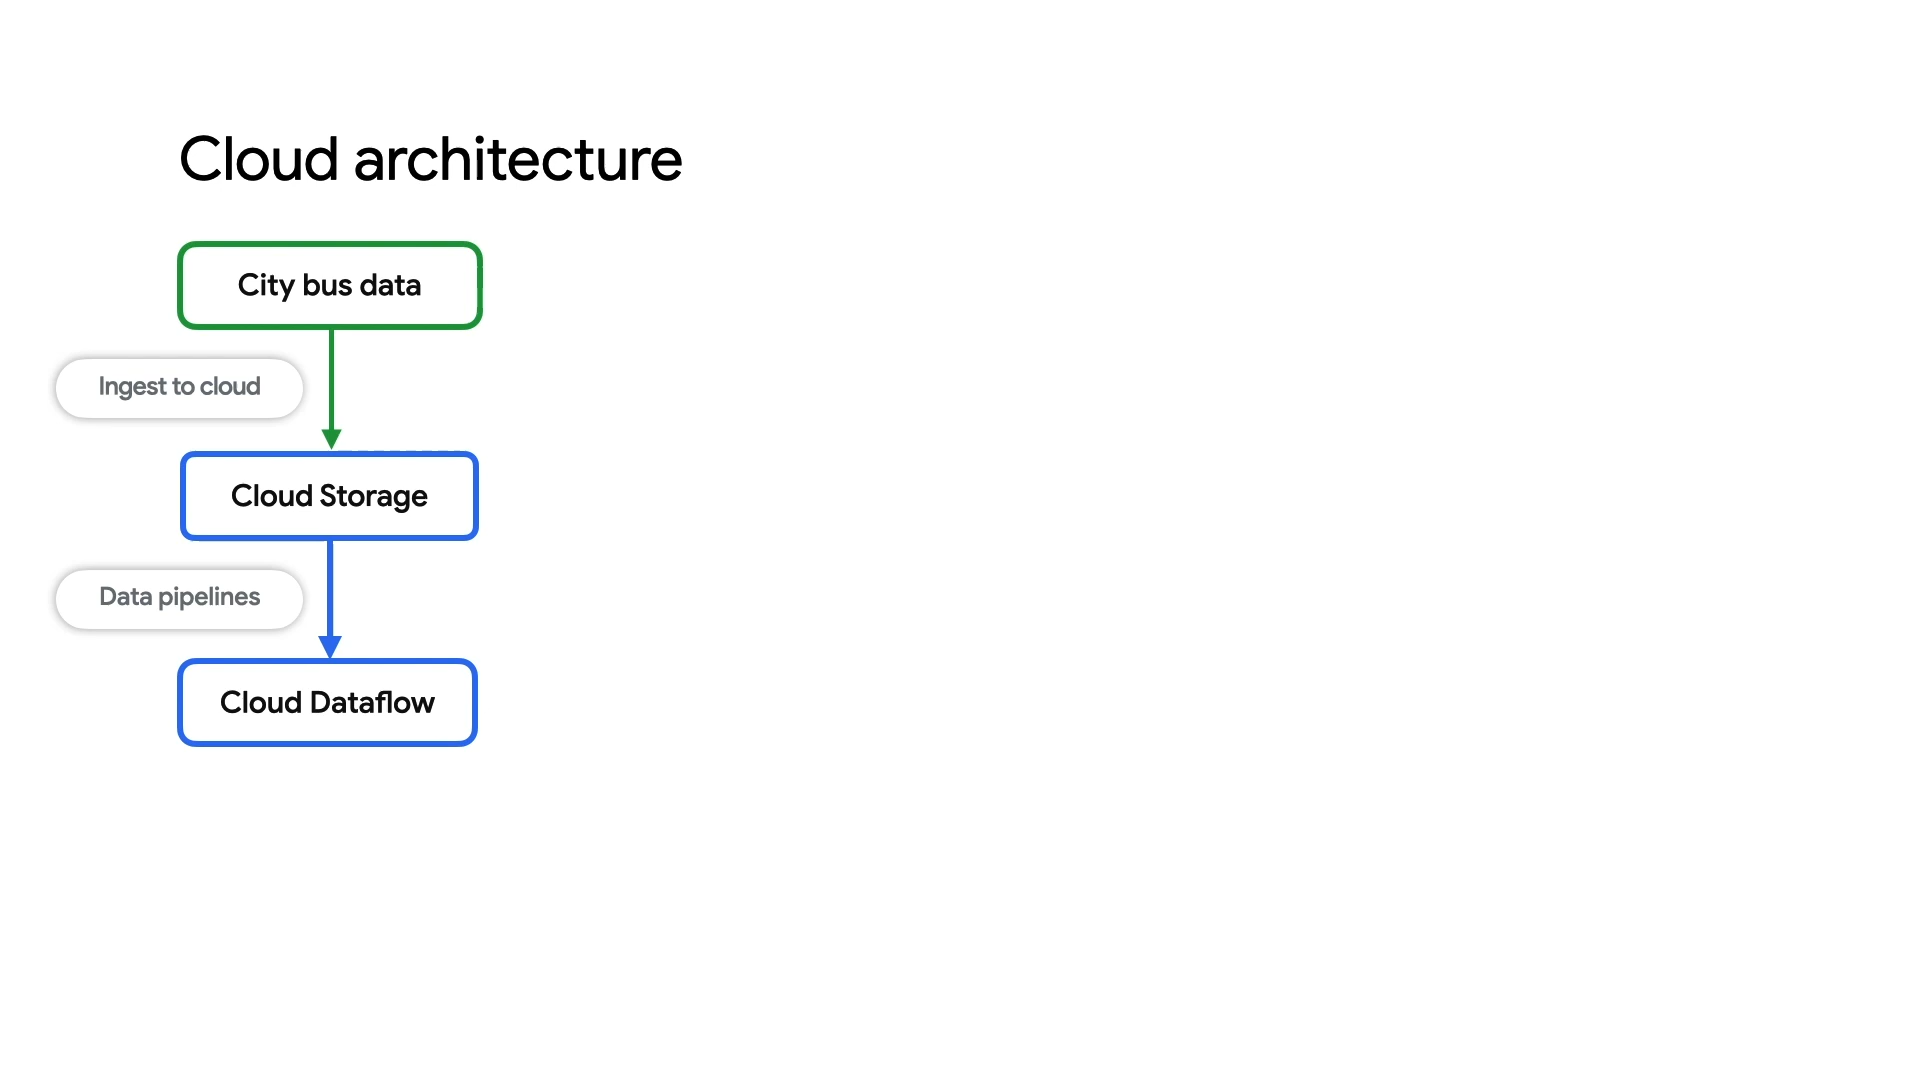 Cloud architecture
City bus data
Ingest to cloud
Cloud Storage
Data pipelines
Cloud Dataflow